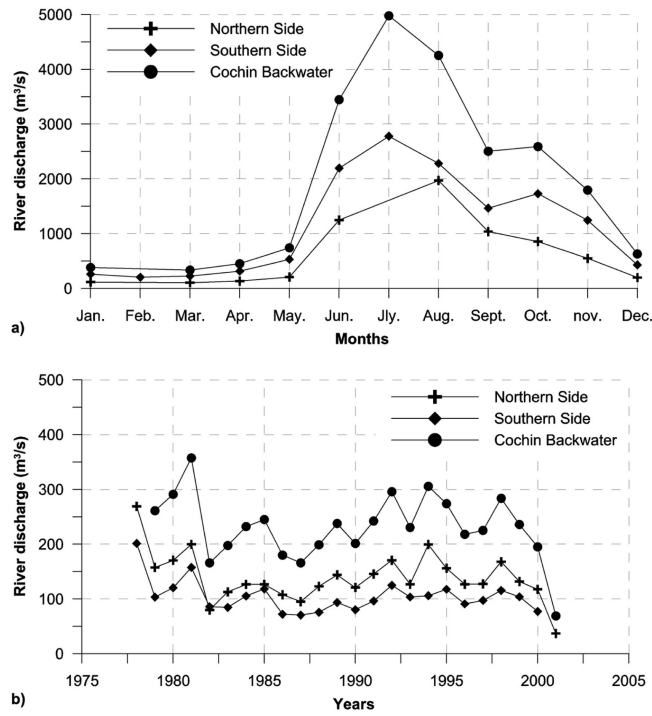 Northern Side
Southern Side
Cochin Backwater
River discharge (m³/s)
5000
4000
3000
2000
1000
0
Jan. Feb. Mar. Apr. May. Jun. Jly. Aug. Sept. Oct. nov. Dec.
a)
Months
Northern Side
Southern Side
Cochin Backwater
River discharge (m³/s)
500
400
300
200
100
0
1975 1980 1985 1990 1995 2000 2005
b)
Years